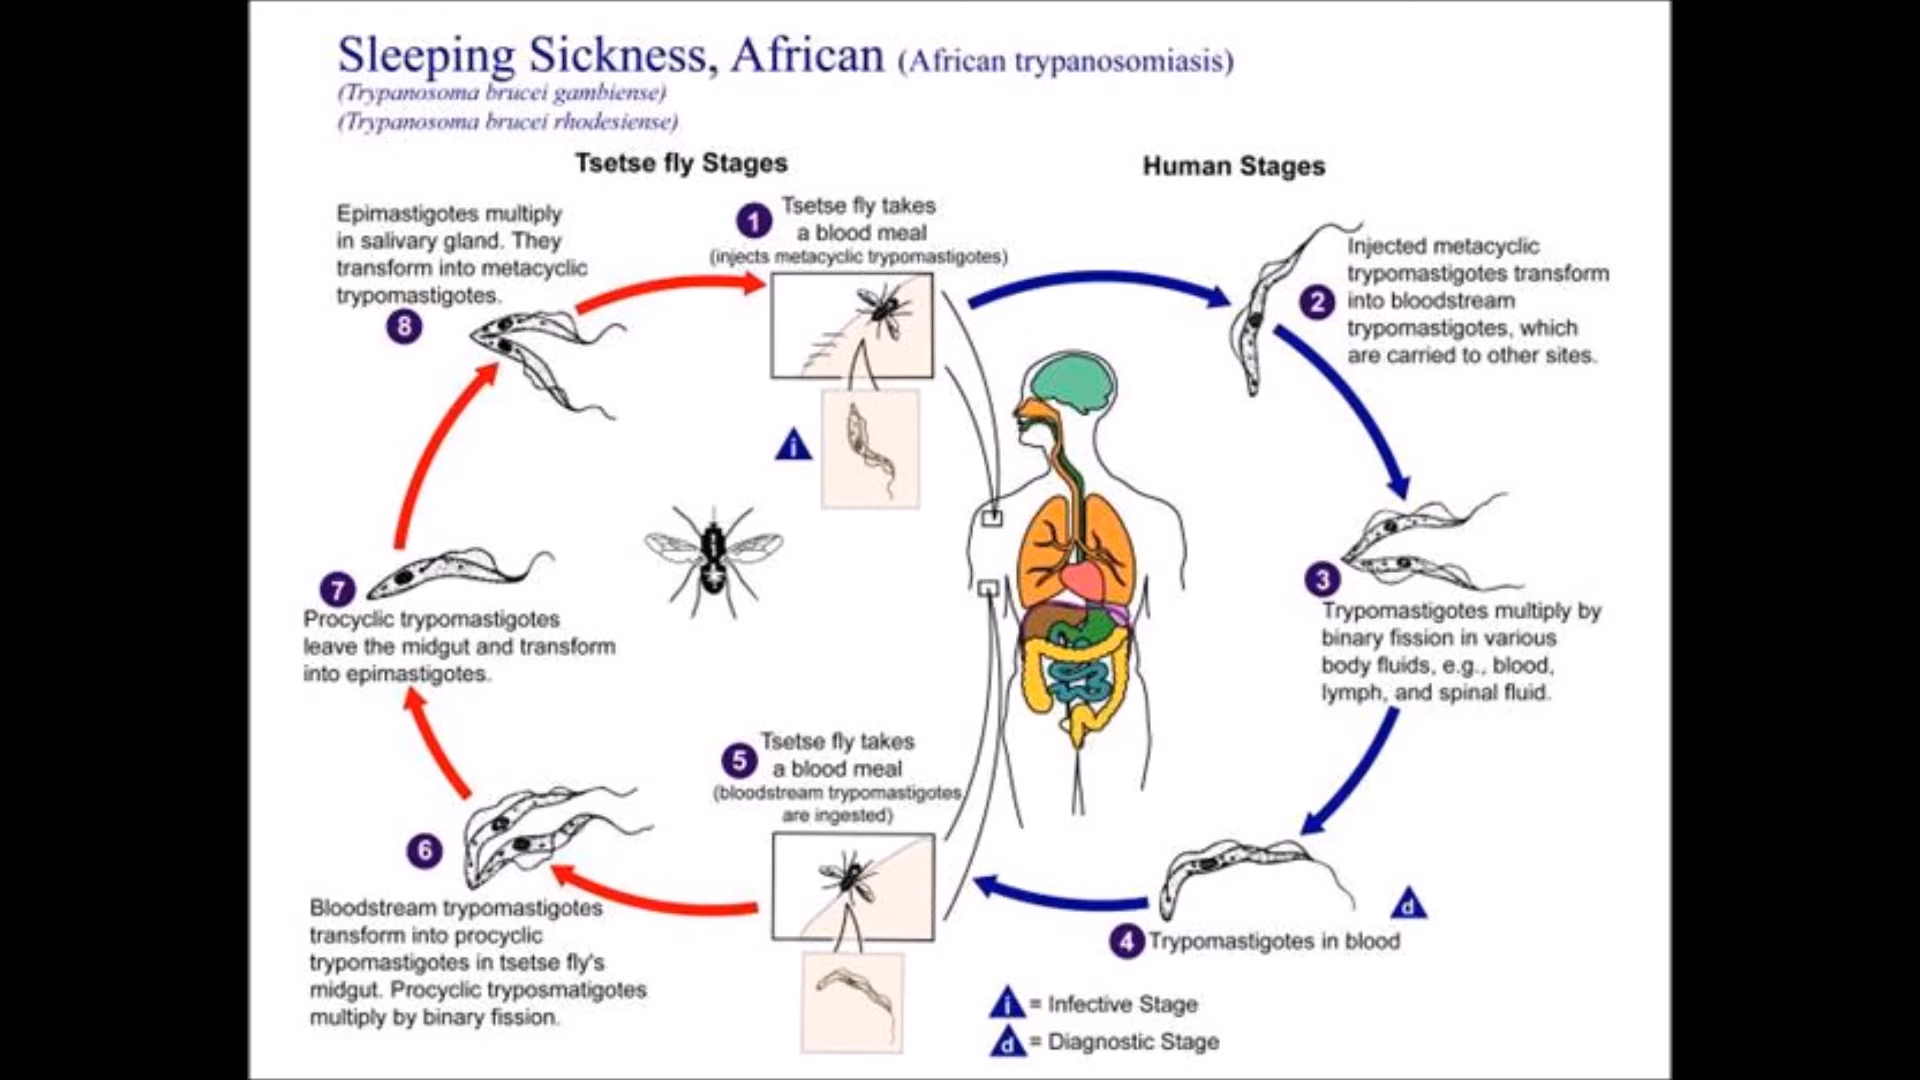 Sleeping Sickness, African (African trypanosomiasis)
(Trypanosoma brucei gambiense)
(Trypanosoma brucei rhodesiense)
Tsetse fly Stages
Human Stages
1
Tsetse fly takes
a blood meal
(injects metacyclic trypomastigotes)
i
2
Injected metacyclic
trypomastigotes transform
into bloodstream
trypomastigotes, which
are carried to other sites.
3
Trypomastigotes multiply by
binary fission in various
body fluids, e.g., blood,
lymph, and spinal fluid.
4 Trypomastigotes in blood
d
5
Tsetse fly takes
a blood meal
(bloodstream trypomastigotes
are ingested)
6
Bloodstream trypomastigotes
transform into procyclic
trypomastigotes in tsetse fly's
midgut. Procyclic tryposmatigotes
multiply by binary fission.
7
Procyclic trypomastigotes
leave the midgut and transform
into epimastigotes.
Epimastigotes multiply
in salivary gland. They
transform into metacyclic
trypomastigotes.
8
i = Infective Stage
d = Diagnostic Stage